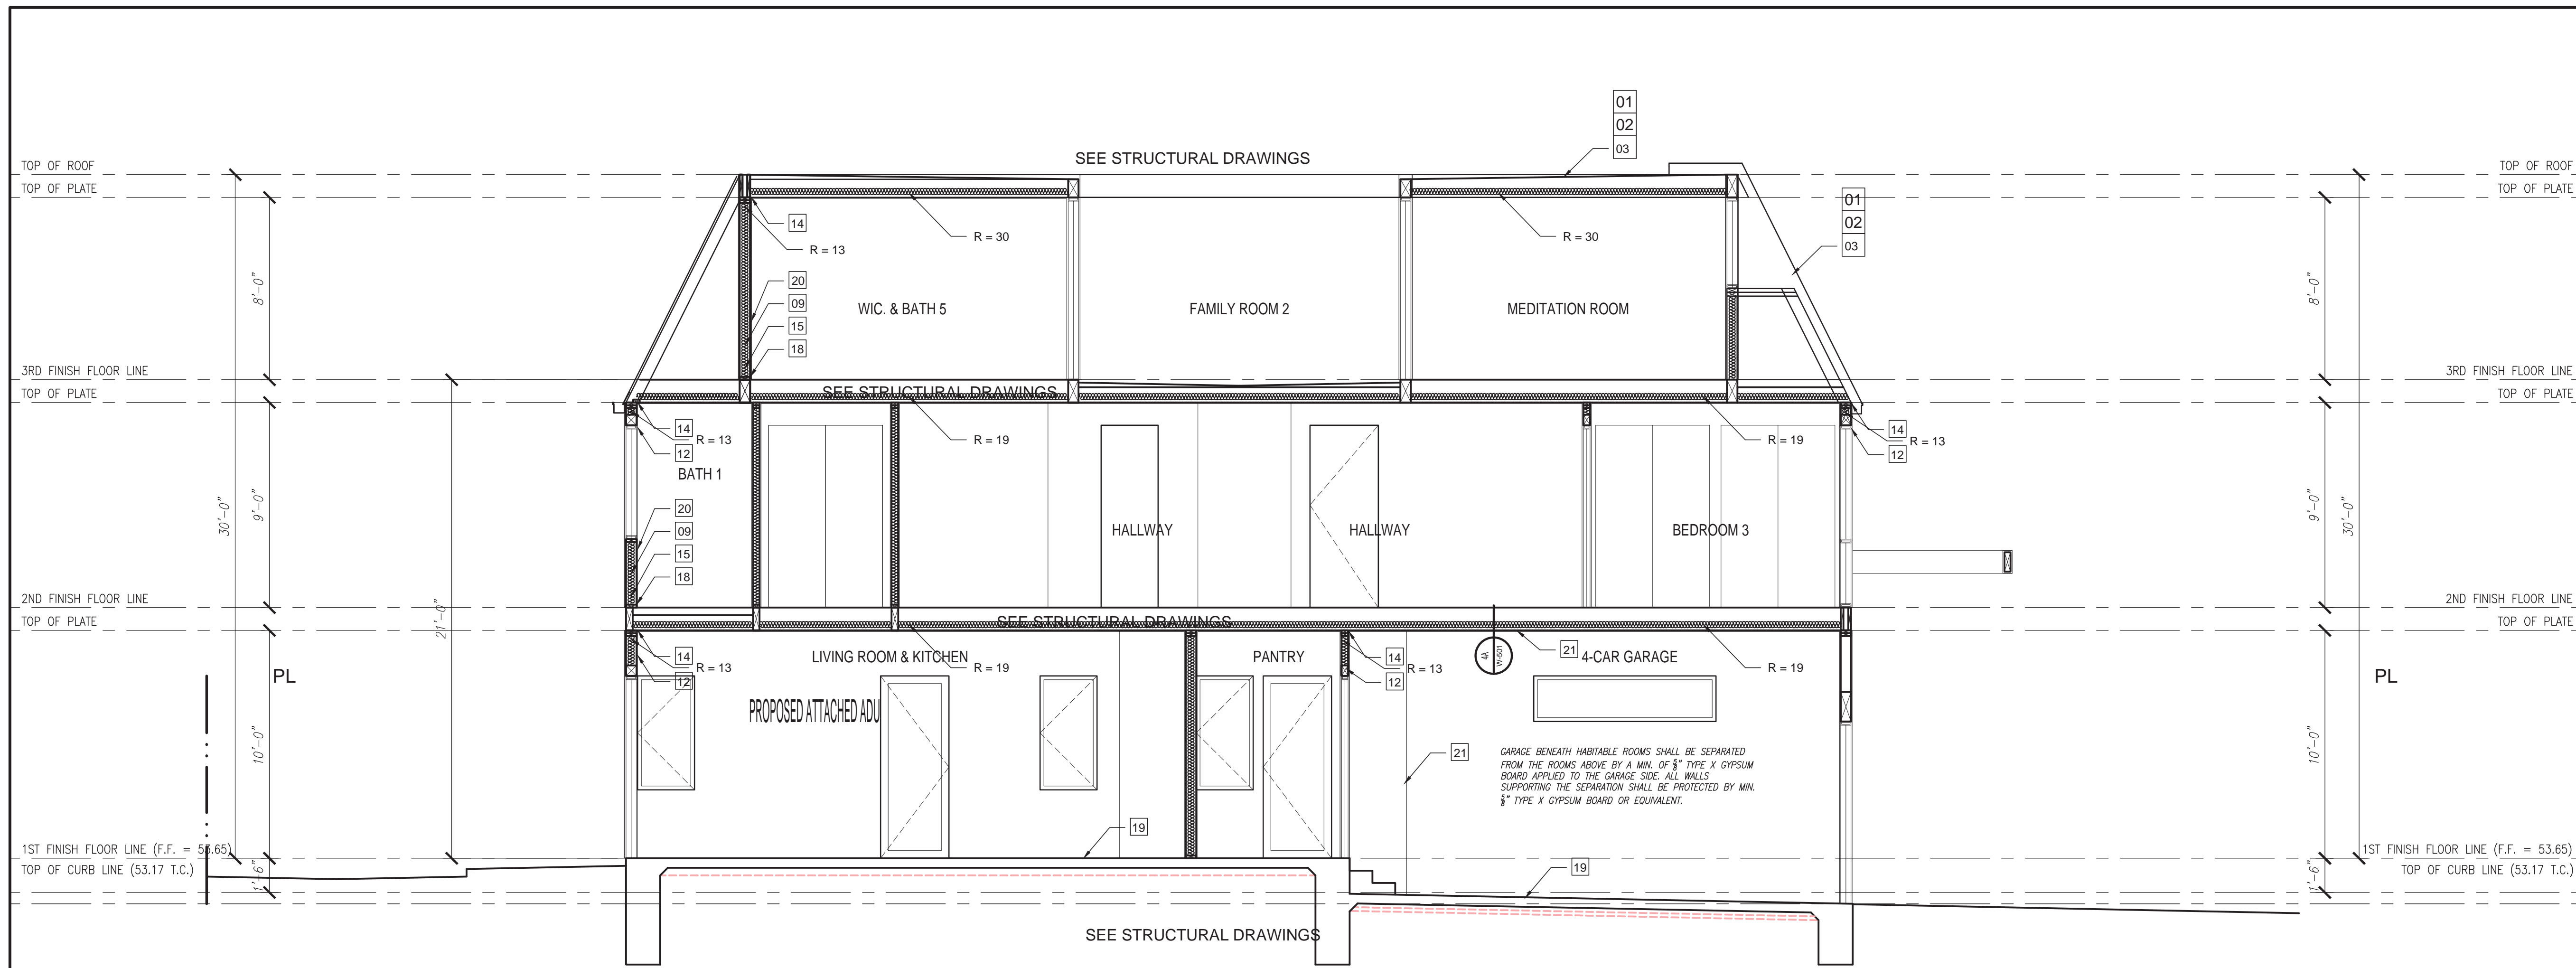 01
02
SEE STRUCTURAL DRAWINGS
03
TOP OF ROOF
TOP OF ROOF
TOP OF PLATE
TOP OF PLATE
01
02
03
14
R = 13
R = 30
R = 30
20
09
15
18
WIC. & BATH 5
FAMILY ROOM 2
MEDITATION ROOM
8'-0"
8'-0"
3RD FINISH FLOOR LINE
3RD FINISH FLOOR LINE
TOP OF PLATE
SEE STRUCTURAL DRAWINGS
TOP OF PLATE
14
R = 13
12
R = 19
R = 19
14
R = 13
12
BATH 1
30'-0"
9'-0"
9'-0"
30'-0"
20
09
15
18
HALLWAY
HALLWAY
BEDROOM 3
2ND FINISH FLOOR LINE
2ND FINISH FLOOR LINE
21'-0"
TOP OF PLATE
SEE STRUCTURAL DRAWINGS
TOP OF PLATE
PL
14
R = 13
12
LIVING ROOM & KITCHEN
R = 19
PANTRY
14
R = 13
12
4A
W-501
21
4-CAR GARAGE
R = 19
PL
PROPOSED ATTACHED ADU
10'-0"
10'-0"
21
GARAGE BENEATH HABITABLE ROOMS SHALL BE SEPARATED
FROM THE ROOMS ABOVE BY A MIN. OF 5/8" TYPE X GYPSUM
BOARD APPLIED TO THE GARAGE SIDE. ALL WALLS
SUPPORTING THE SEPARATION SHALL BE PROTECTED BY MIN.
5/8" TYPE X GYPSUM BOARD OR EQUIVALENT.
19
1ST FINISH FLOOR LINE (F.F. = 53.65)
1ST FINISH FLOOR LINE (F.F. = 53.65)
TOP OF CURB LINE (53.17 T.C.)
1'-6"
19
1'-6"
TOP OF CURB LINE (53.17 T.C.)
SEE STRUCTURAL DRAWINGS